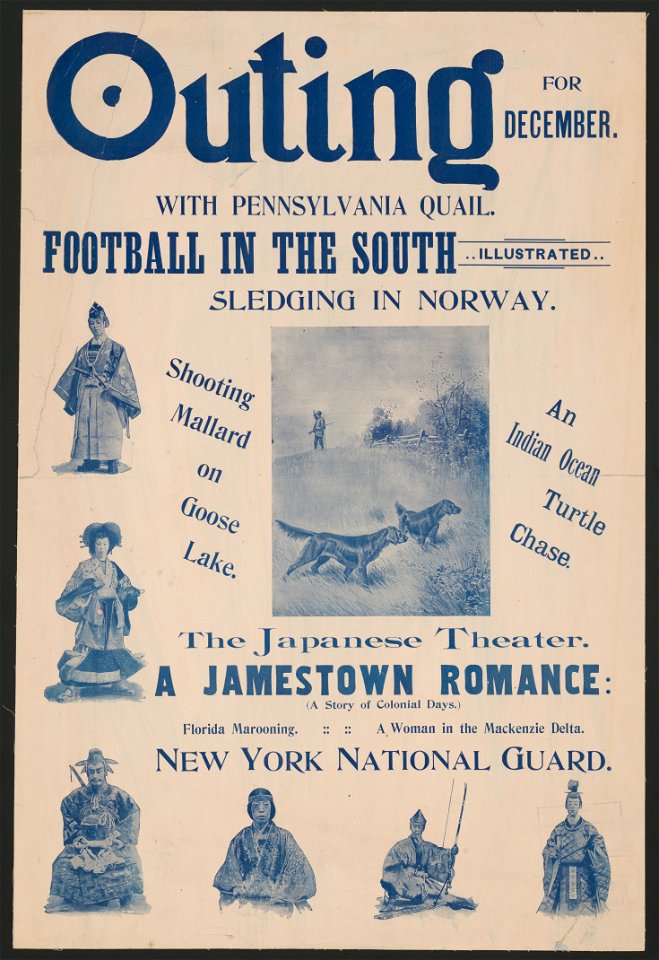 Outing
FOR
DECEMBER.
WITH PENNSYLVANIA QUAIL.
FOOTBALL IN THE SOUTH
..ILLUSTRATED..
SLEDGING IN NORWAY.
Shooting
Mallard
on
Goose
Lake.
An
Indian Ocean
Turtle
Chase.
The Japanese Theater.
A JAMESTOWN ROMANCE:
(A Story of Colonial Days.)
Florida Marooning. :: :: A Woman in the Mackenzie Delta.
NEW YORK NATIONAL GUARD.